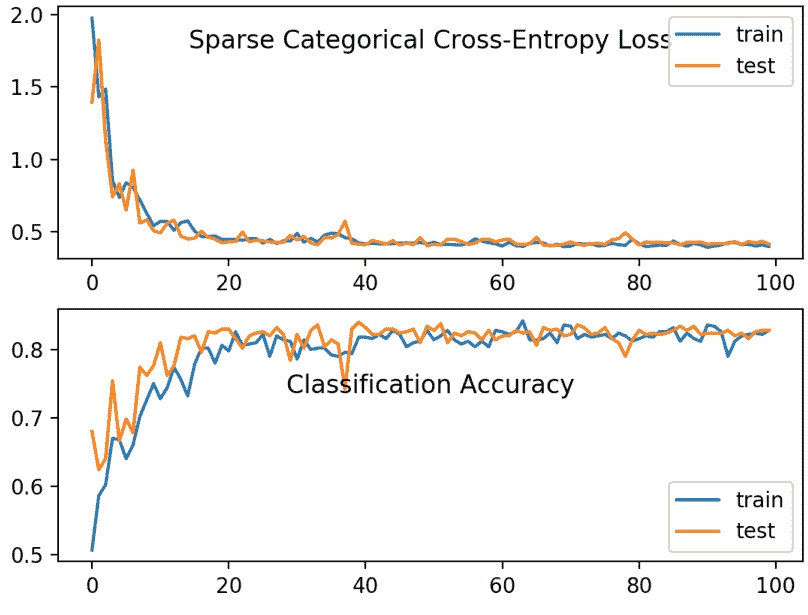 Sparse Categorical Cross-Entropy Loss
train
test
2.0
1.5
1.0
0.5
0 20 40 60 80 100
Classification Accuracy
train
test
0.8
0.7
0.6
0.5
0 20 40 60 80 100